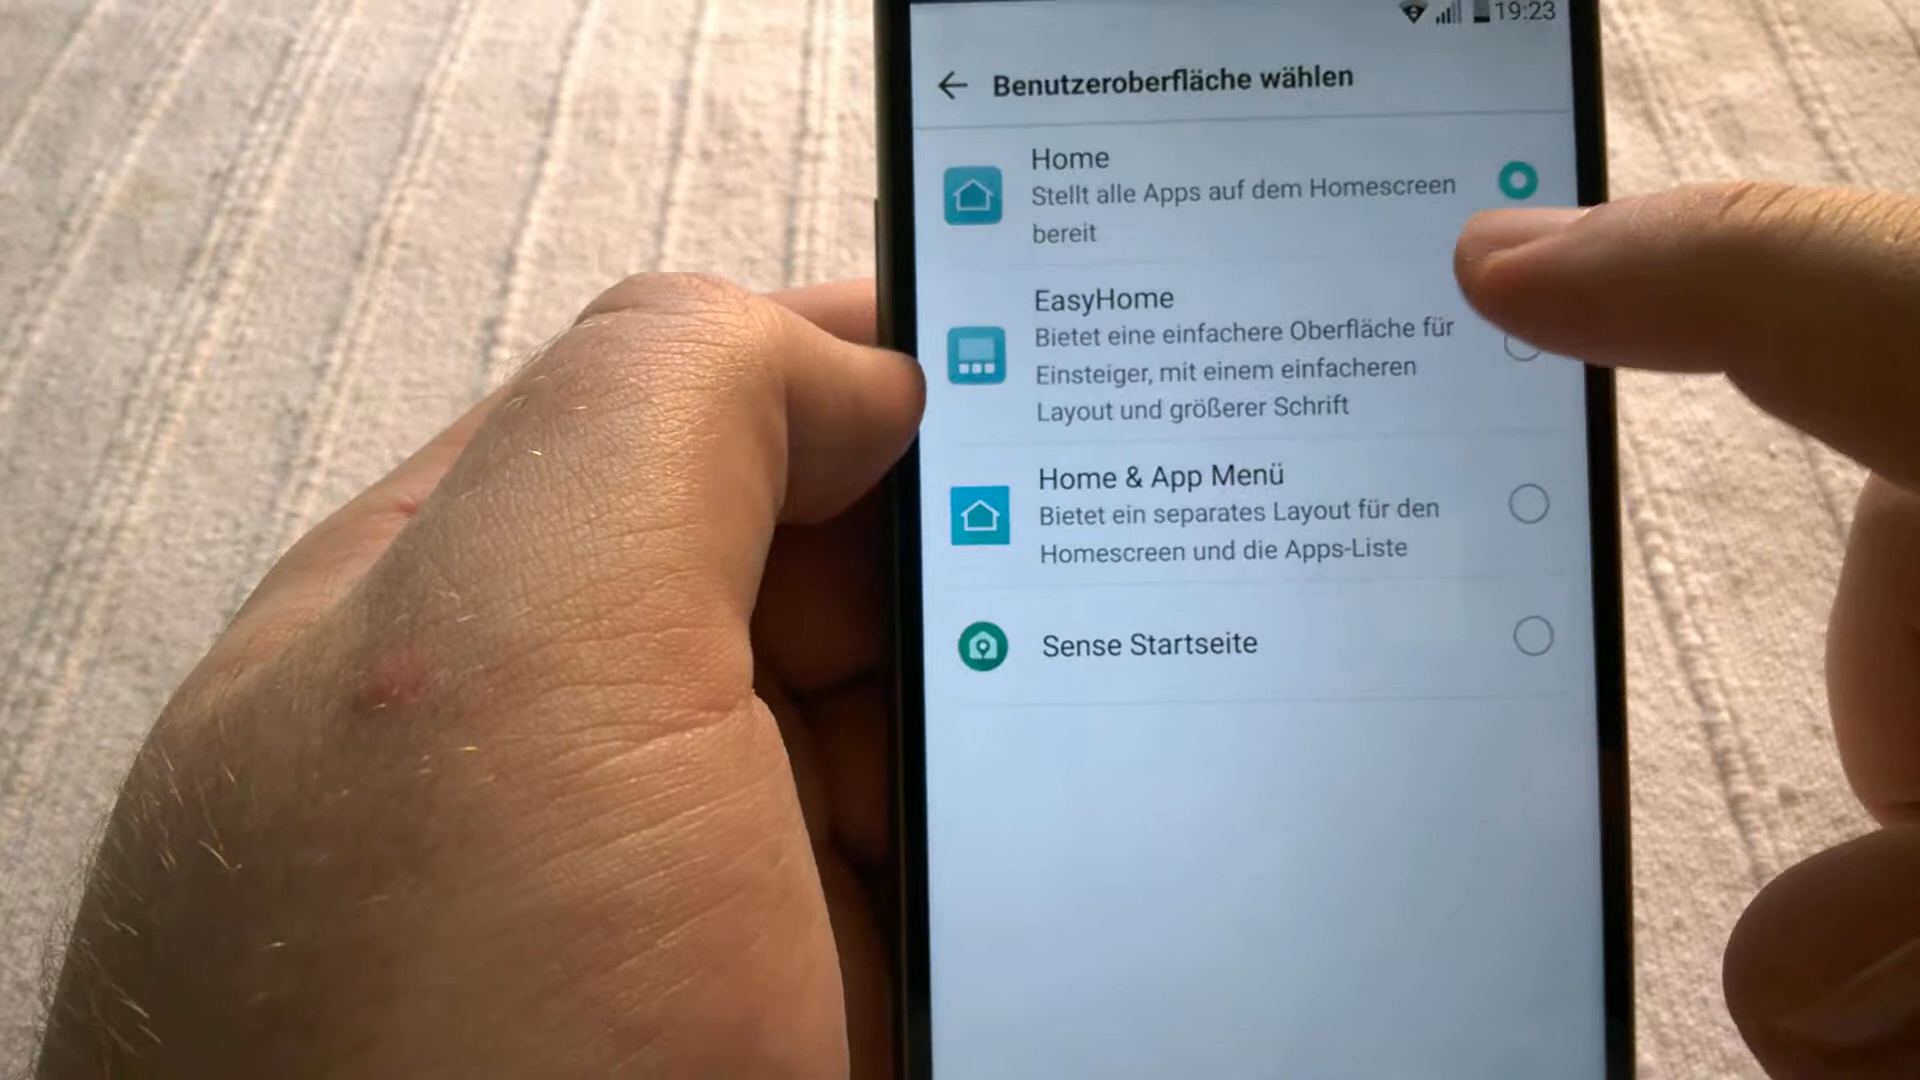 19:23
Benutzeroberfläche wählen
Home
Stellt alle Apps auf dem Homescreen
bereit
EasyHome
Bietet eine einfachere Oberfläche für
Einsteiger, mit einem einfacheren
Layout und größerer Schrift
Home & App Menü
Bietet ein separates Layout für den
Homescreen und die Apps-Liste
Sense Startseite